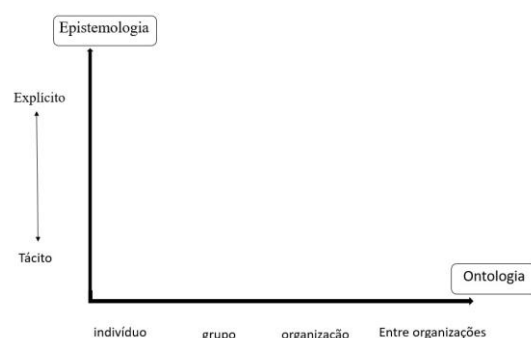 Epistemologia
Explícito
Tácito
Ontologia
indivíduo grupo organização Entre organizações